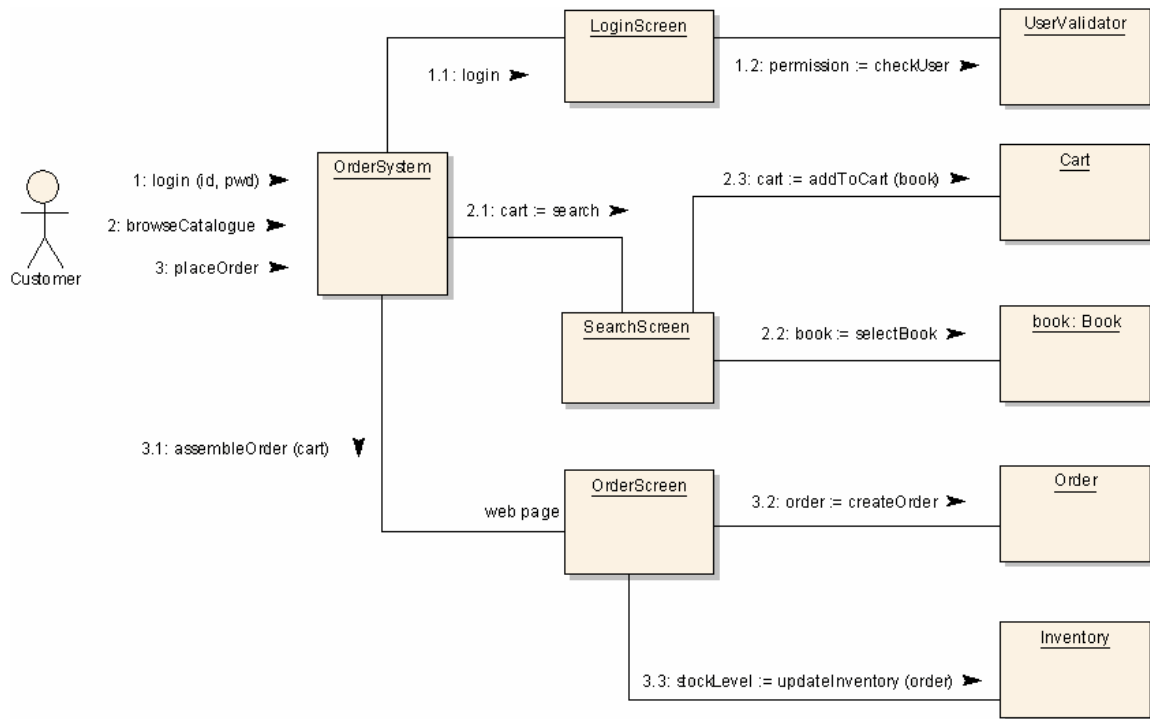 LoginScreen
UserValidator
1.1: login
1.2: permission := checkUser
OrderSystem
Cart
1: login (id, pwd)
2.3: cart := addToCart (book)
2.1: cart := search
2: browseCatalogue
3: placeOrder
Customer
SearchScreen
book: Book
2.2: book := selectBook
3.1: assembleOrder (cart)
OrderScreen
Order
web page
3.2: order := createOrder
Inventory
3.3: stockLevel := updateInventory (order)